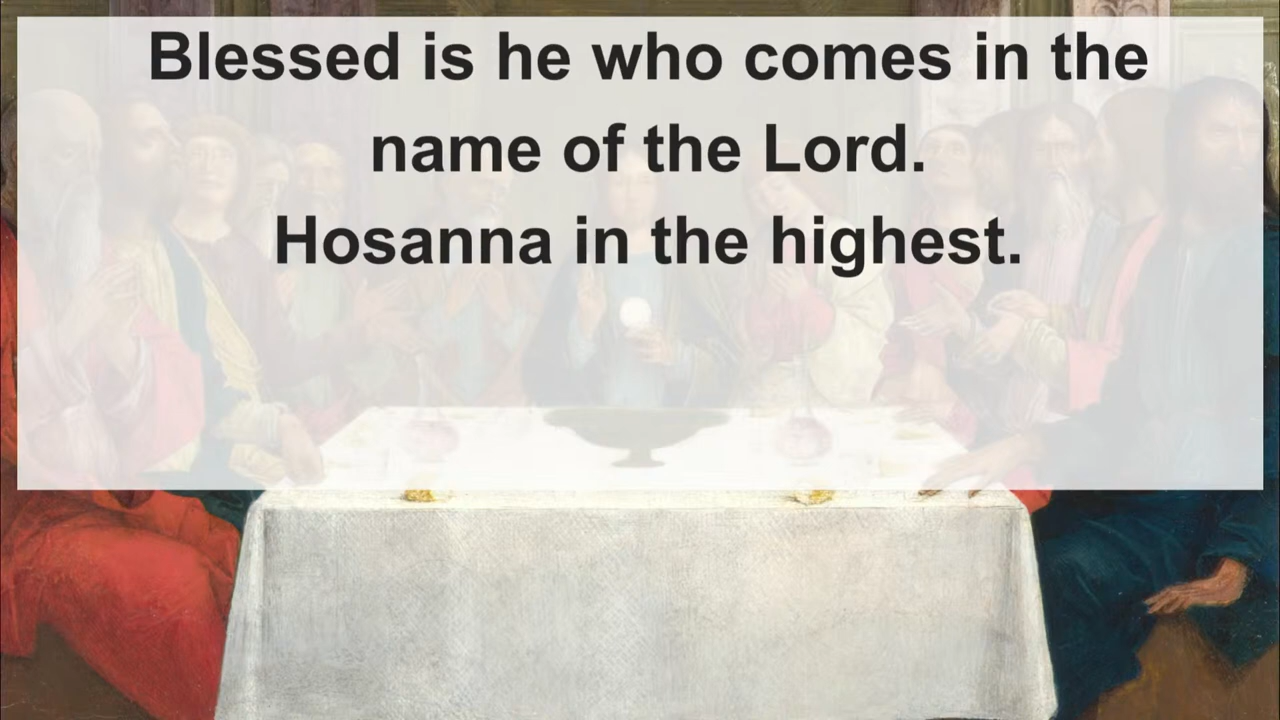 Blessed is he who comes in the
name of the Lord.
Hosanna in the highest.